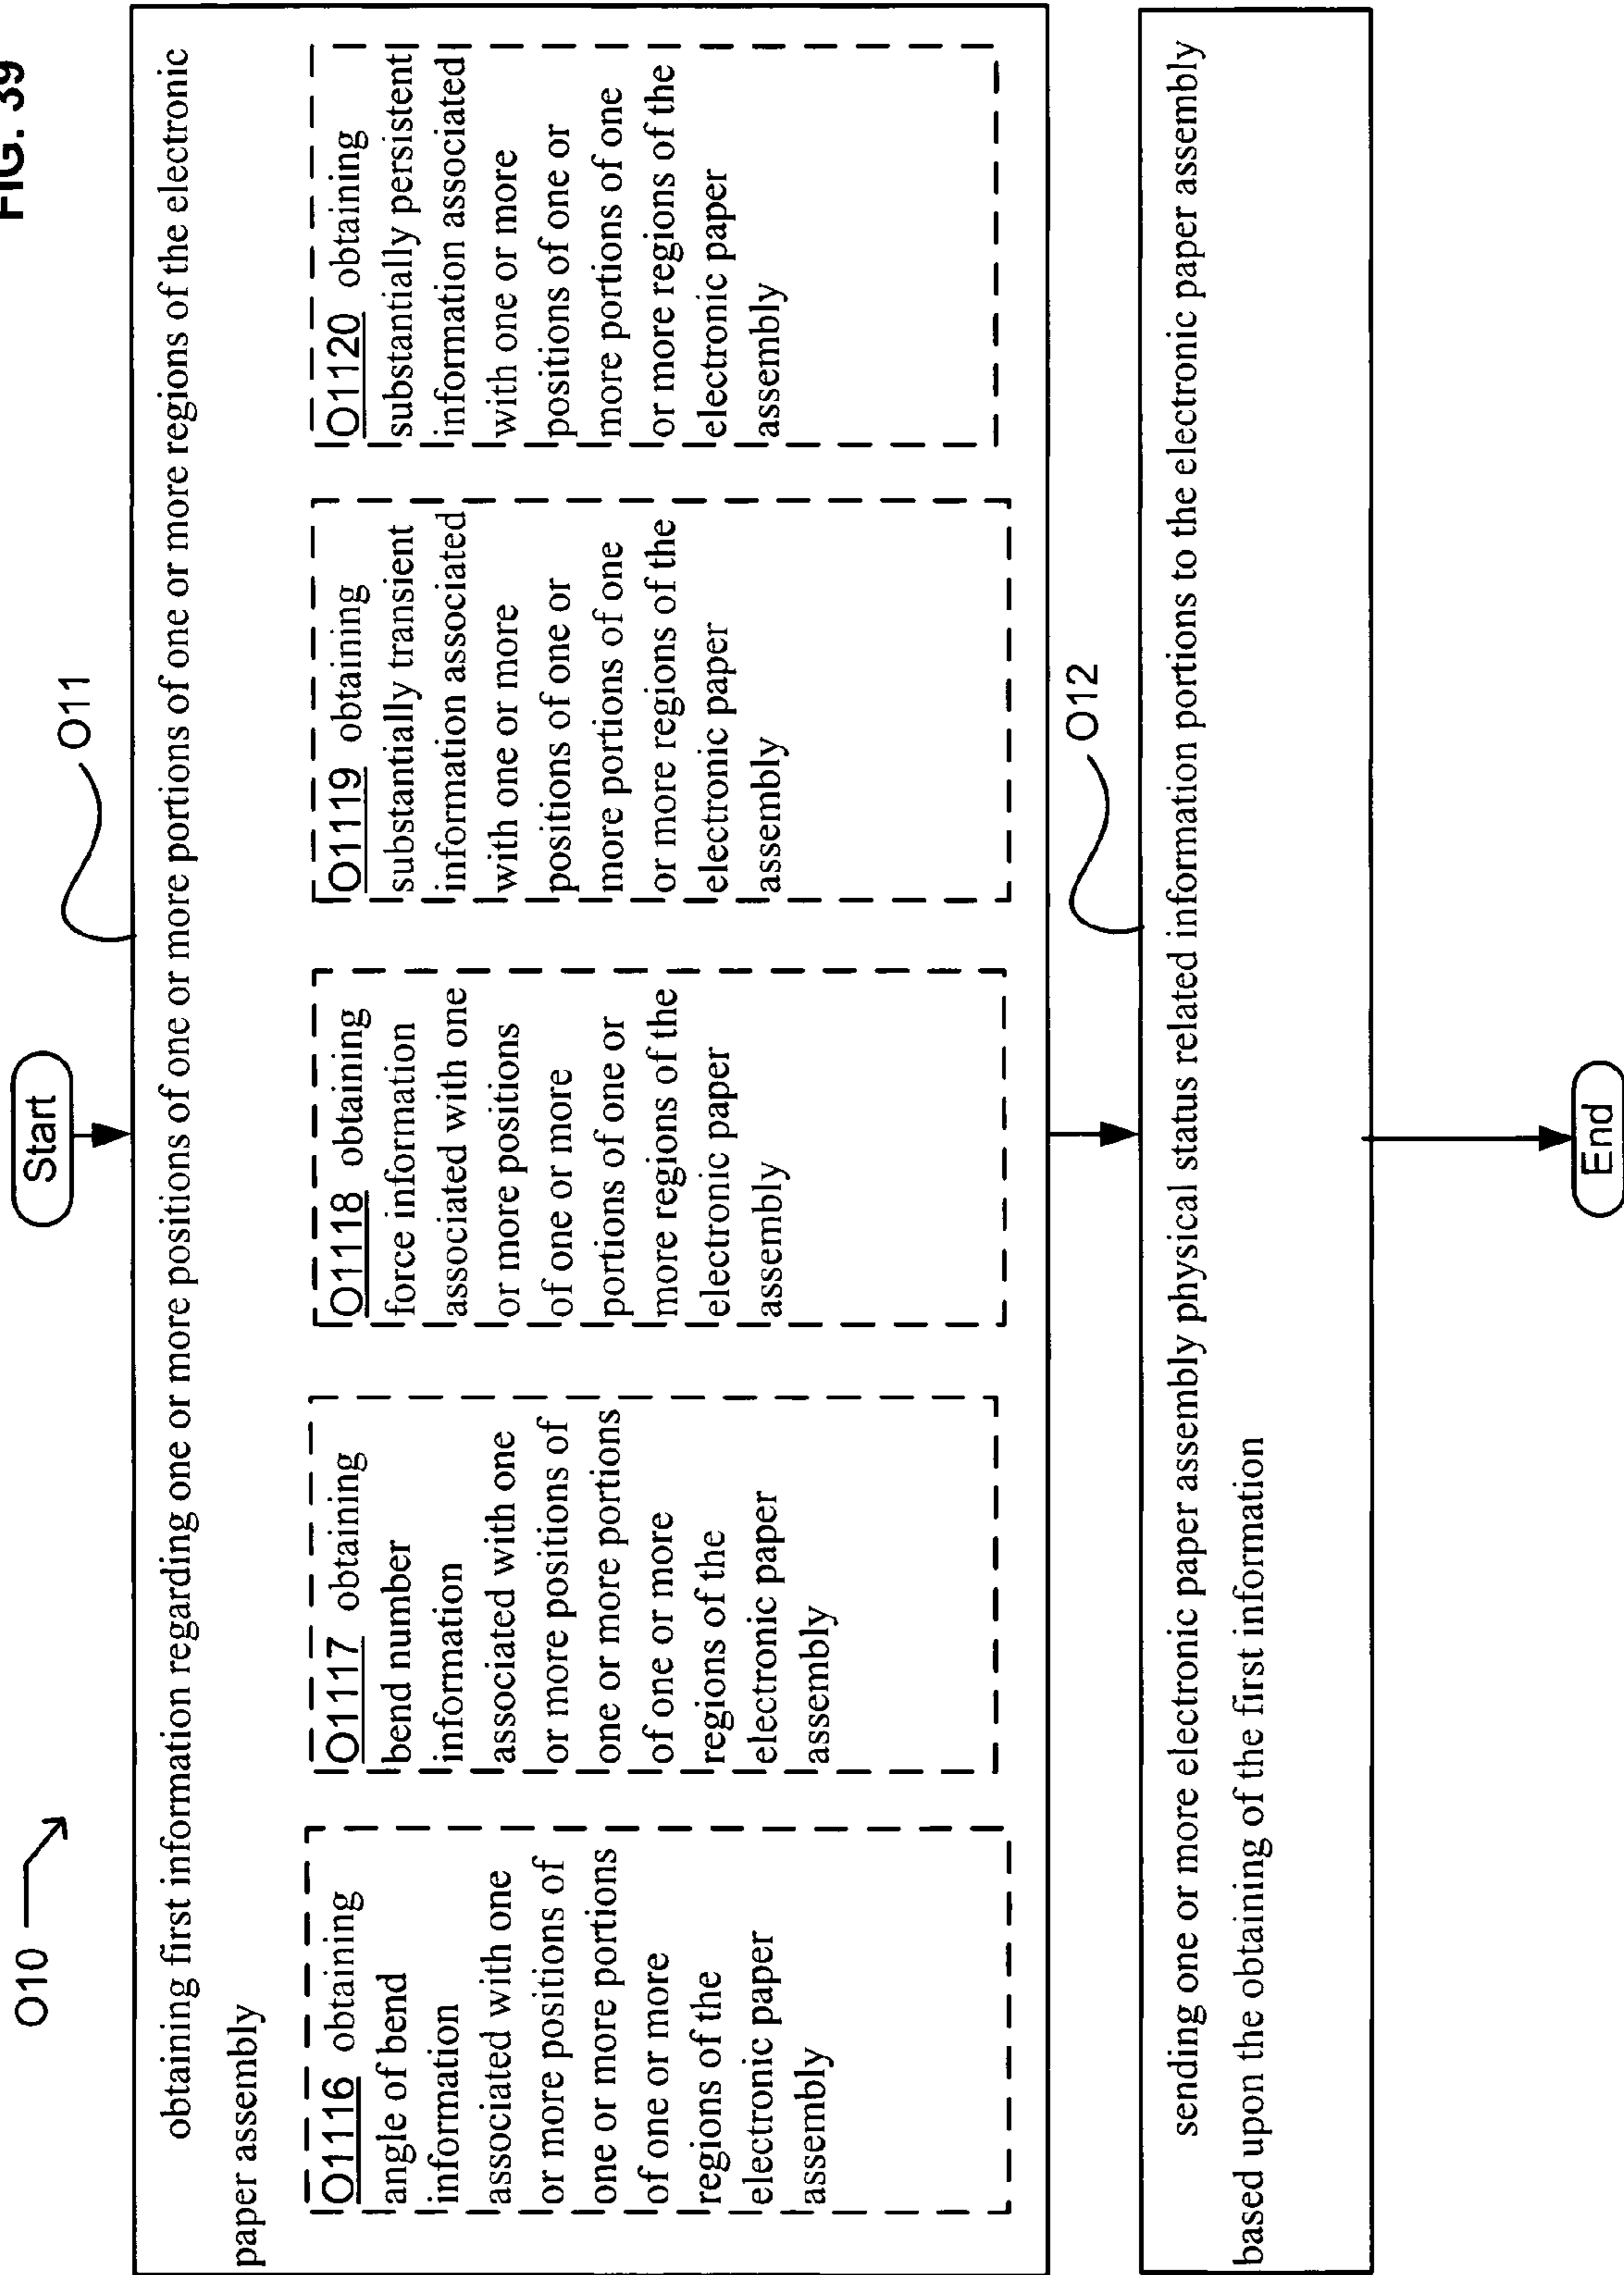 FIG. 39
O10
Start
O11
obtaining first information regarding one or more positions of one or more portions of one or more regions of the electronic
paper assembly
O1116 obtaining
angle of bend
information
associated with one
or more positions of
one or more portions
of one or more
regions of the
electronic paper
assembly
O1117 obtaining
bend number
information
associated with one
or more positions of
one or more portions
of one or more
regions of the
electronic paper
assembly
O1118 obtaining
force information
associated with one
or more positions
of one or more
portions of one or
more regions of the
electronic paper
assembly
O1119 obtaining
substantially transient
information associated
with one or more
positions of one or
more portions of one
or more regions of the
electronic paper
assembly
O1120 obtaining
substantially persistent
information associated
with one or more
positions of one or
more portions of one
or more regions of the
electronic paper
assembly
O12
sending one or more electronic paper assembly physical status related information portions to the electronic paper assembly
based upon the obtaining of the first information
End